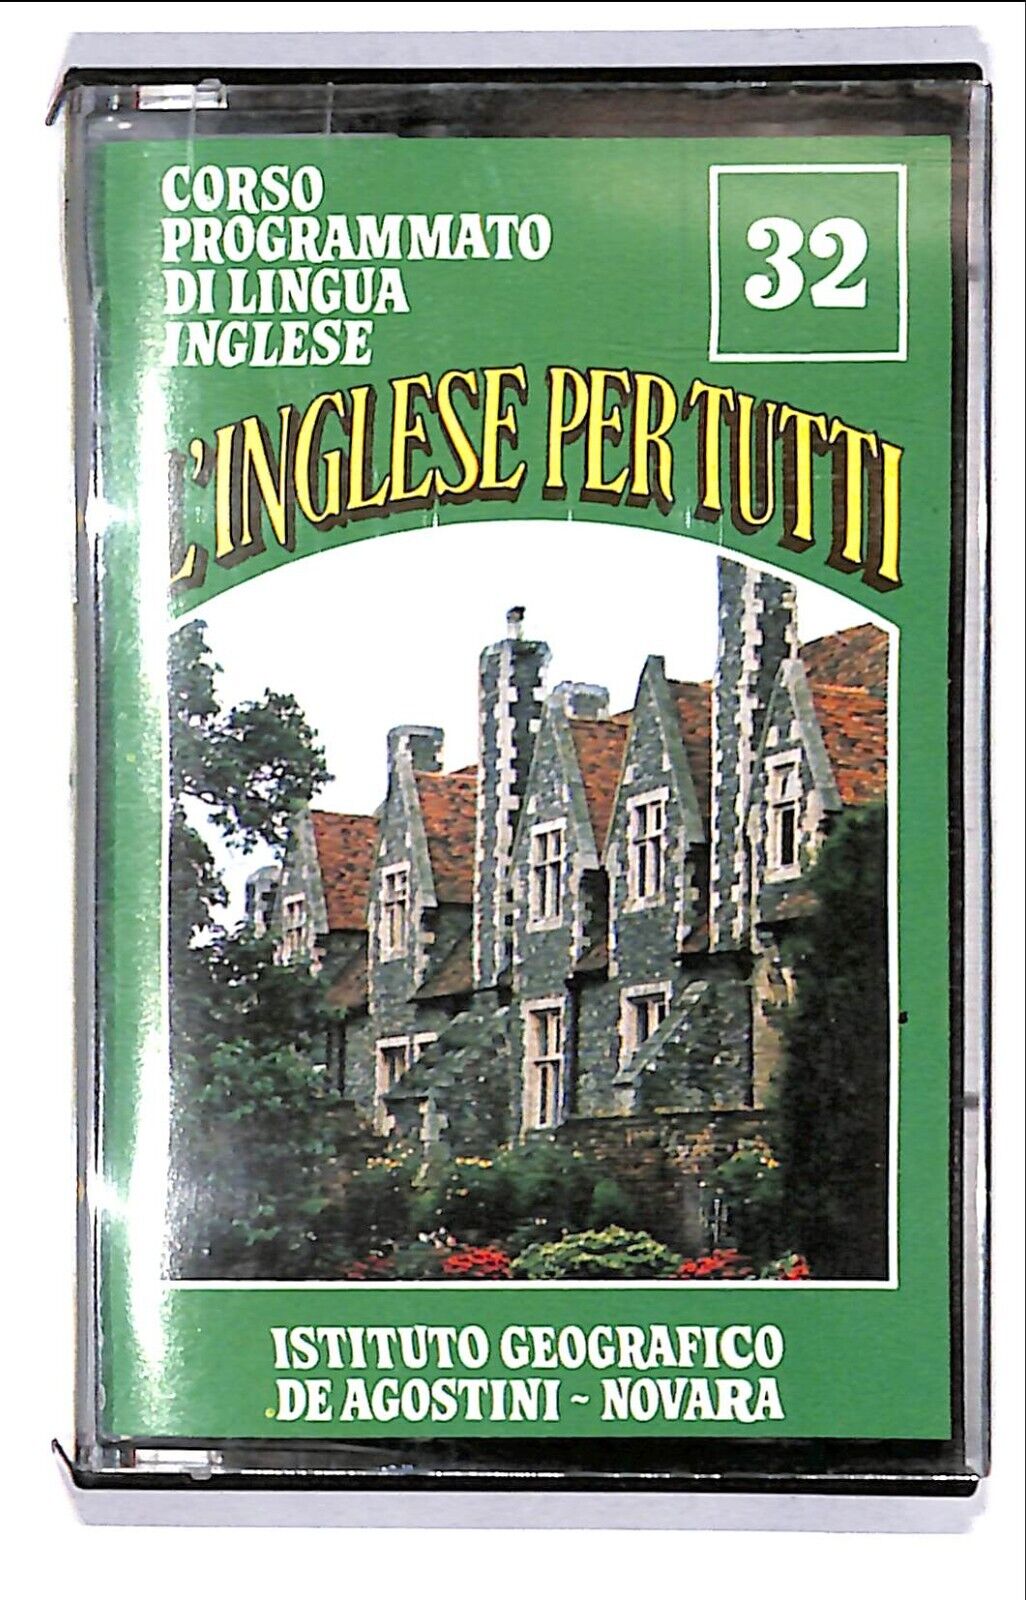 CORSO
PROGRAMMATO
DI LINGUA
INGLESE
32
L'INGLESE PER TUTTI
ISTITUTO GEOGRAFICO
DE AGOSTINI ~ NOVARA